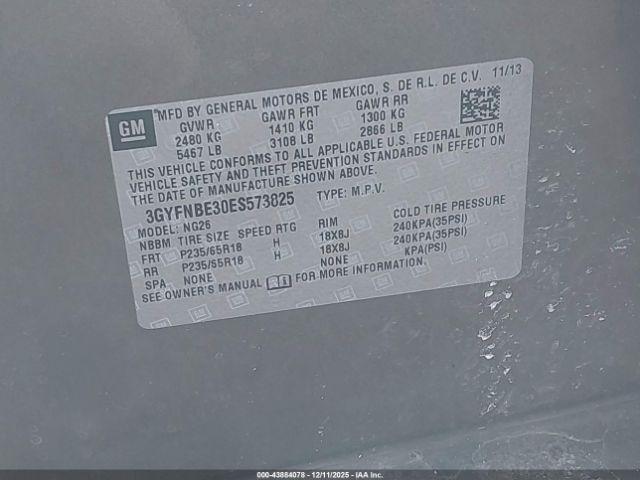 GM
MFD BY GENERAL MOTORS DE MEXICO, S. DE R.L. DE C.V. 11/13
GVWR GAWR FRT GAWR RR
2480 KG 1410 KG 1300 KG
5467 LB 3108 LB 2866 LB
THIS VEHICLE CONFORMS TO ALL APPLICABLE U.S. FEDERAL MOTOR
VEHICLE SAFETY AND THEFT PREVENTION STANDARDS IN EFFECT ON
THE DATE OF MANUFACTURE SHOWN ABOVE.
3GYFNBE30ES573825 TYPE: M.P.V.
MODEL: NG26
NBBM TIRE SIZE SPEED RTG RIM COLD TIRE PRESSURE
FRT P235/65R18 H 18X8J 240KPA(35PSI)
RR P235/65R18 H 18X8J 240KPA(35PSI)
SPA NONE NONE KPA(PSI)
SEE OWNER'S MANUAL FOR MORE INFORMATION.
000-43884078 - 12/11/2025 - IAA Inc.